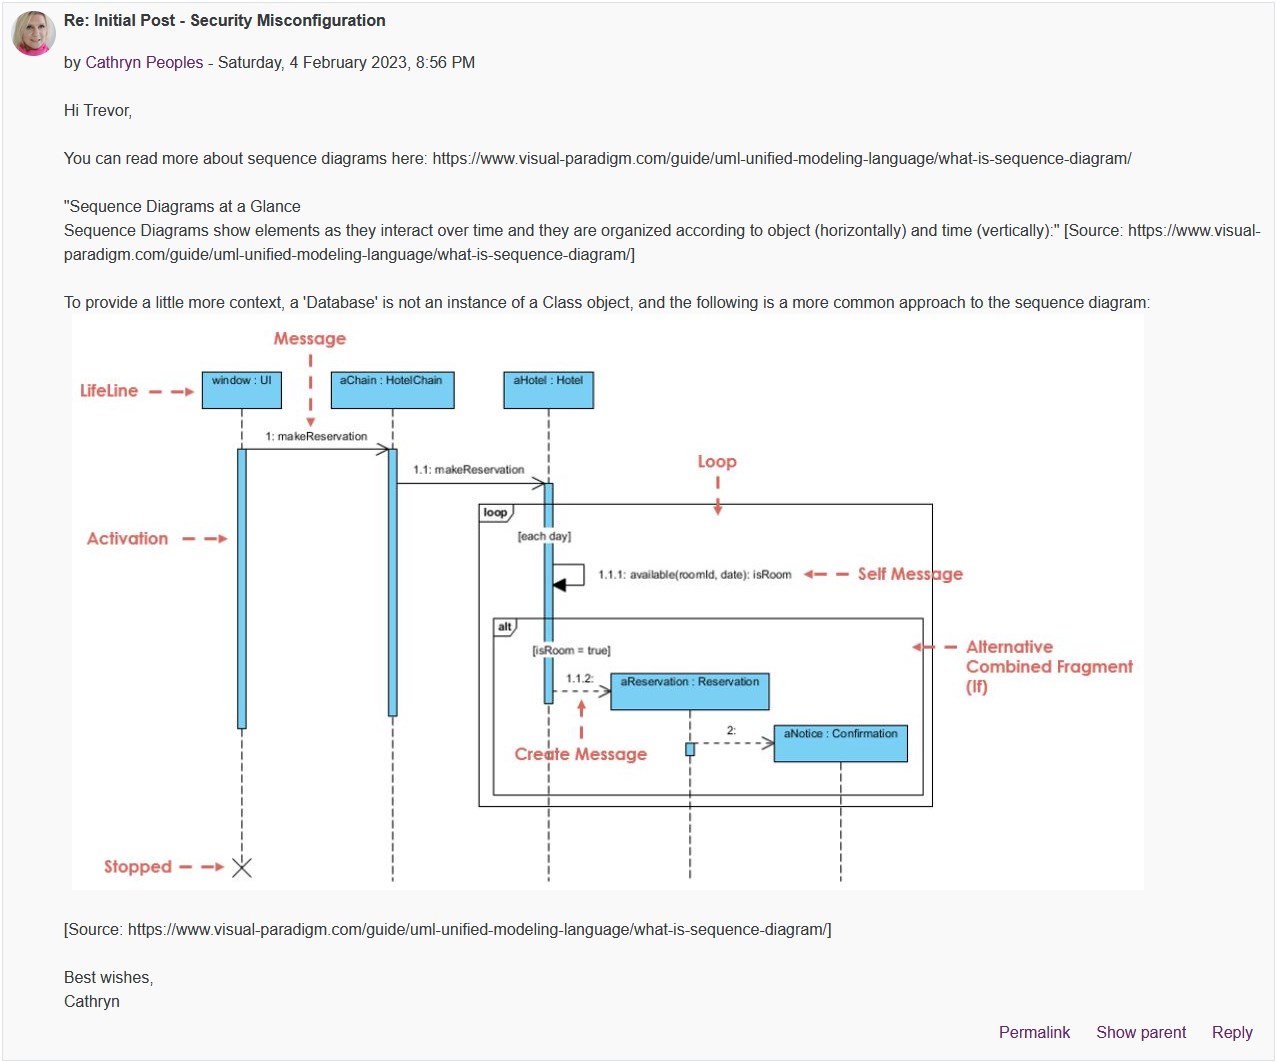 Re: Initial Post - Security Misconfiguration
by Cathryn Peoples - Saturday, 4 February 2023, 8:56 PM
Hi Trevor,
You can read more about sequence diagrams here: https://www.visual-paradigm.com/guide/uml-unified-modeling-language/what-is-sequence-diagram/
"Sequence Diagrams at a Glance
Sequence Diagrams show elements as they interact over time and they are organized according to object (horizontally) and time (vertically):" [Source: https://www.visual-
paradigm.com/guide/uml-unified-modeling-language/what-is-sequence-diagram/]
To provide a little more context, a 'Database' is not an instance of a Class object, and the following is a more common approach to the sequence diagram:
Message
LifeLine
window : UI
aChain : HotelChain
aHotel : Hotel
1: makeReservation
1.1: makeReservation
Loop
loop
Activation
[each day]
1.1.1: available(roomId, date): isRoom
Self Message
alt
[isRoom = true]
Alternative
Combined Fragment
(If)
1.1.2:
aReservation : Reservation
2:
aNotice : Confirmation
Create Message
Stopped
[Source: https://www.visual-paradigm.com/guide/uml-unified-modeling-language/what-is-sequence-diagram/]
Best wishes,
Cathryn
Permalink Show parent Reply